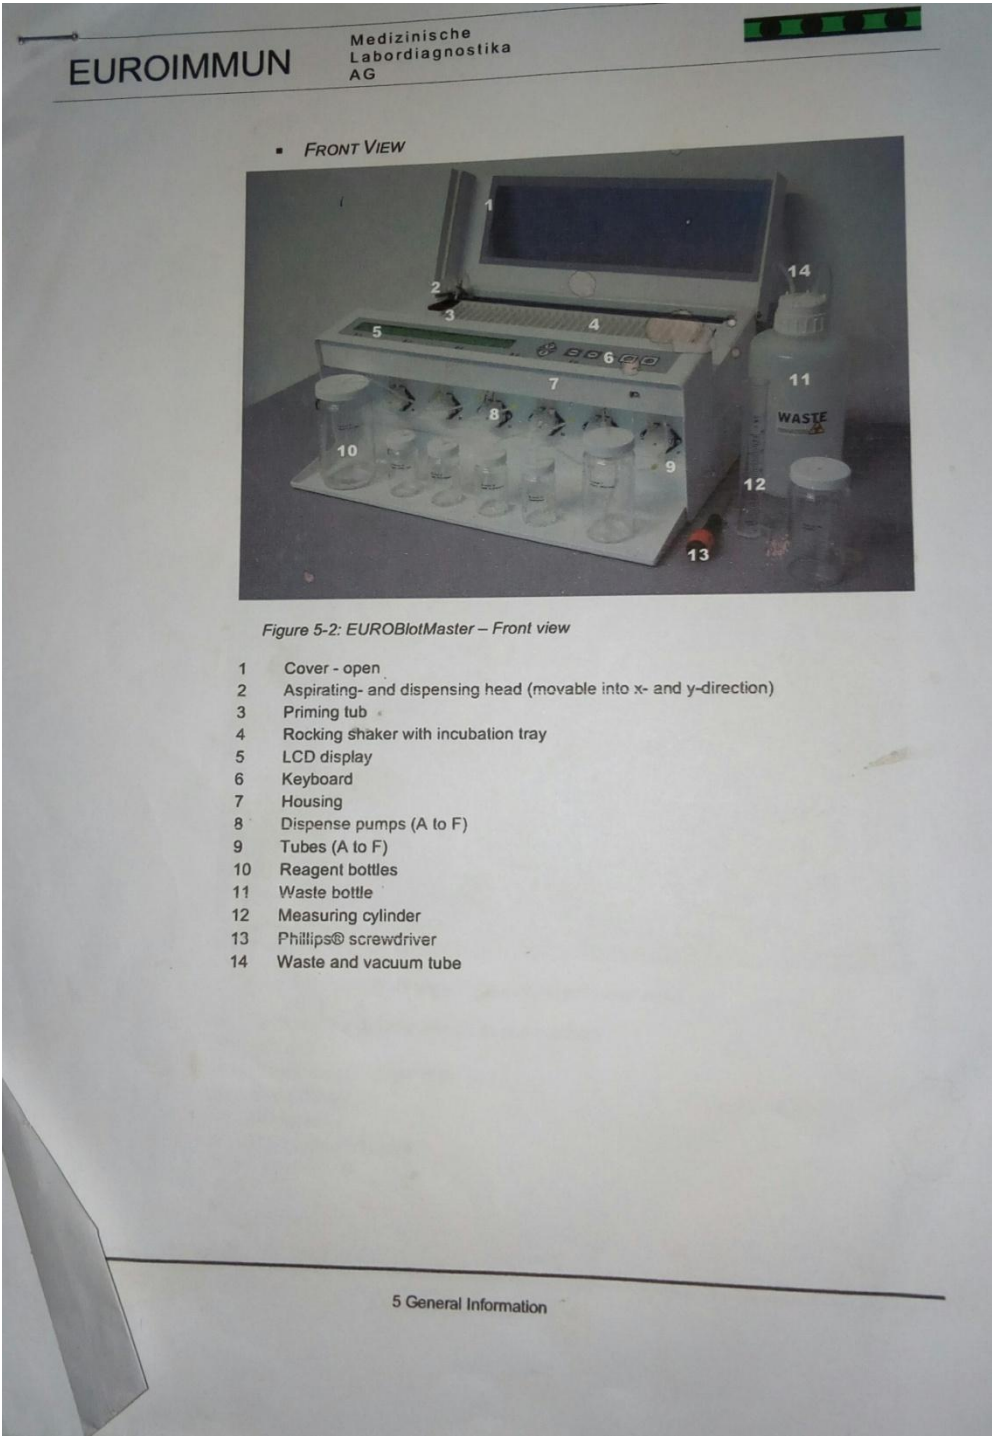 EUROIMMUN
Medizinische
Labordiagnostika
AG
▪ FRONT VIEW
1
14
2
3
4
5
6
7
11
8
WASTE
10
9
12
13
Figure 5-2: EUROBlotMaster – Front view
1 Cover - open
2 Aspirating- and dispensing head (movable into x- and y-direction)
3 Priming tub
4 Rocking shaker with incubation tray
5 LCD display
6 Keyboard
7 Housing
8 Dispense pumps (A to F)
9 Tubes (A to F)
10 Reagent bottles
11 Waste bottle
12 Measuring cylinder
13 Phillips® screwdriver
14 Waste and vacuum tube
5 General Information